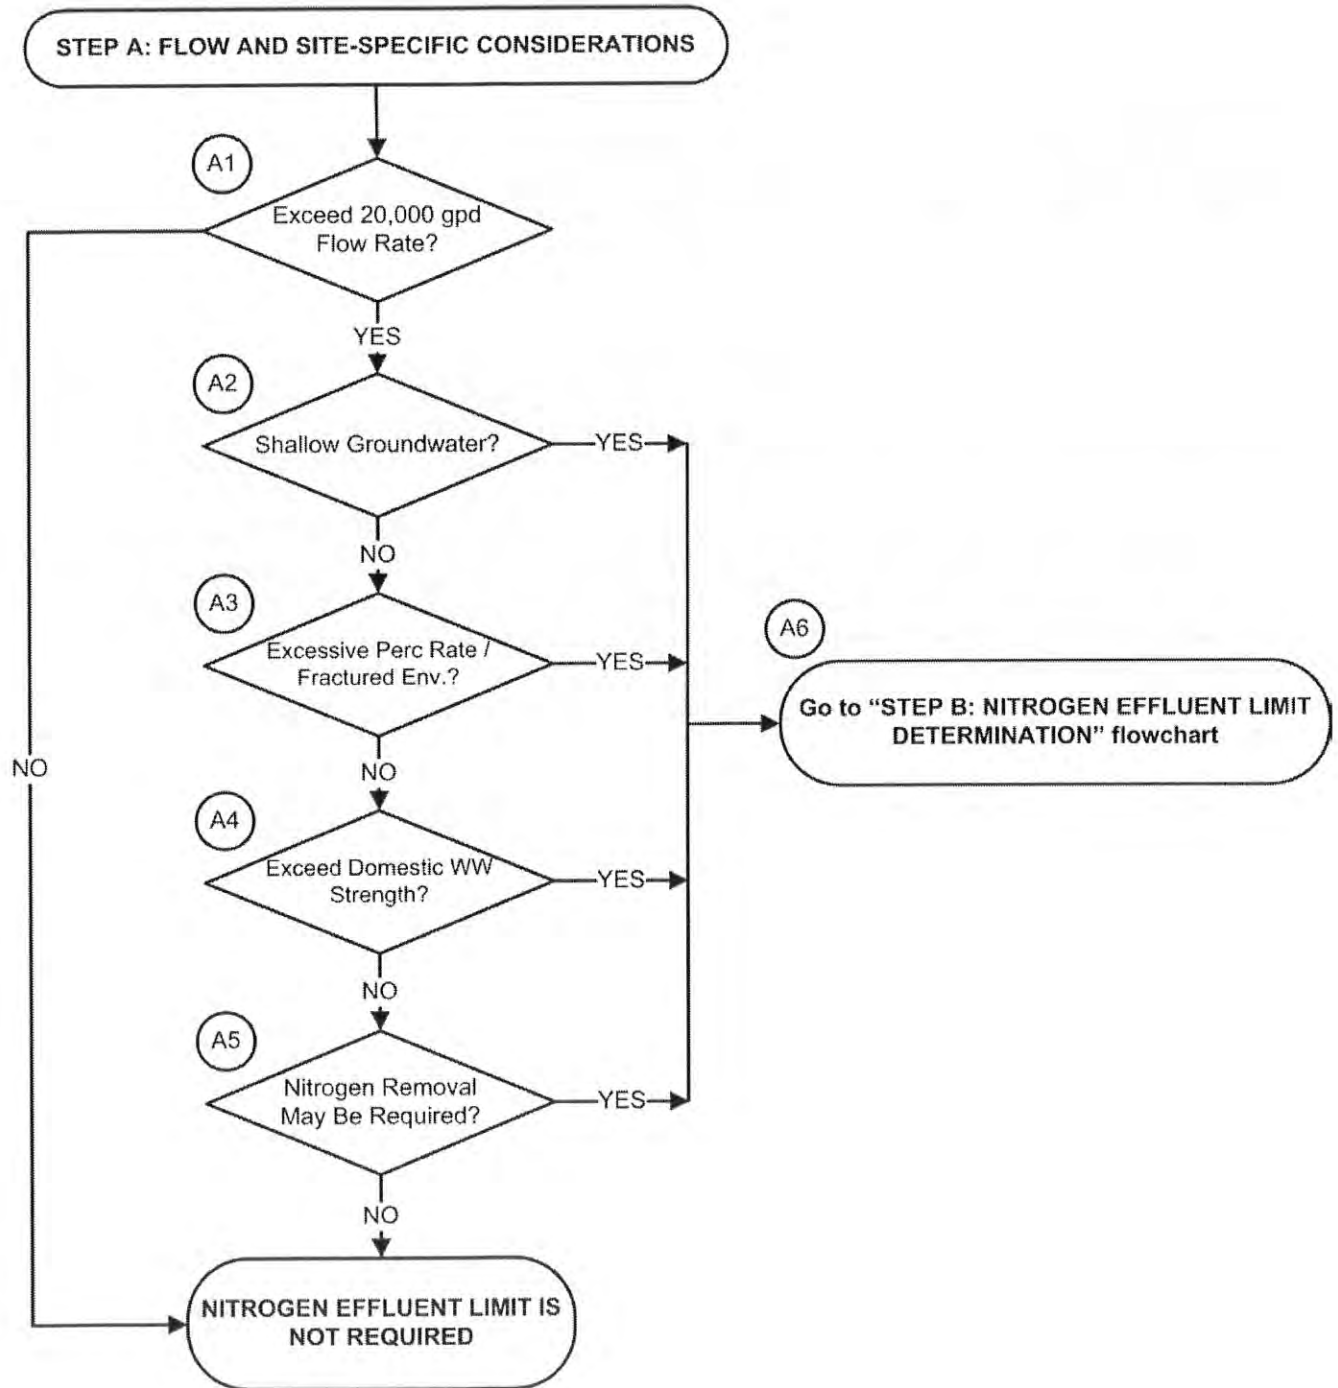 STEP A: FLOW AND SITE-SPECIFIC CONSIDERATIONS
A1
Exceed 20,000 gpd
Flow Rate?
YES
A2
Shallow Groundwater?
YES
NO
A3
Excessive Perc Rate /
Fractured Env.?
YES
A6
Go to “STEP B: NITROGEN EFFLUENT LIMIT
DETERMINATION” flowchart
NO
NO
A4
Exceed Domestic WW
Strength?
YES
NO
A5
Nitrogen Removal
May Be Required?
YES
NO
NITROGEN EFFLUENT LIMIT IS
NOT REQUIRED